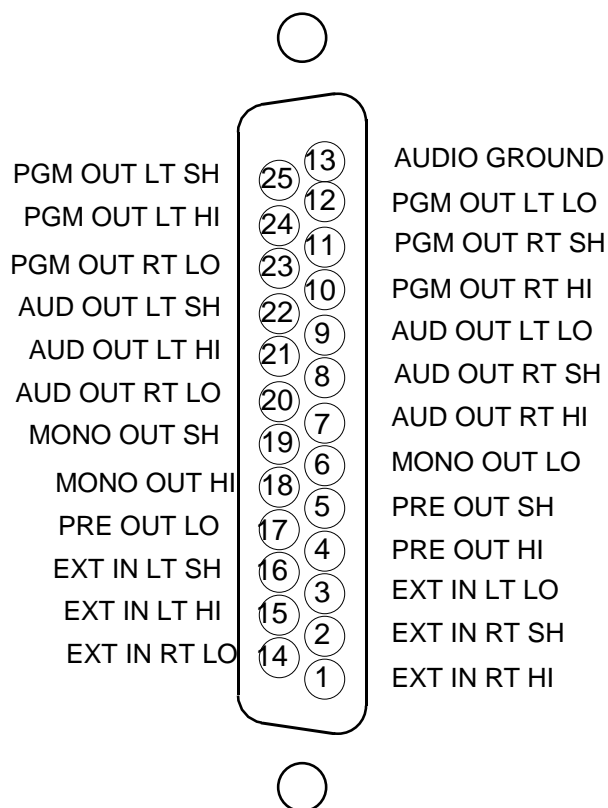 PGM OUT LT SH
PGM OUT LT HI
PGM OUT RT LO
AUD OUT LT SH
AUD OUT LT HI
AUD OUT RT LO
MONO OUT SH
MONO OUT HI
PRE OUT LO
EXT IN LT SH
EXT IN LT HI
EXT IN RT LO
25
24
23
22
21
20
19
18
17
16
15
14
13
12
11
10
9
8
7
6
5
4
3
2
1
AUDIO GROUND
PGM OUT LT LO
PGM OUT RT SH
PGM OUT RT HI
AUD OUT LT LO
AUD OUT RT SH
AUD OUT RT HI
MONO OUT LO
PRE OUT SH
PRE OUT HI
EXT IN LT LO
EXT IN RT SH
EXT IN RT HI